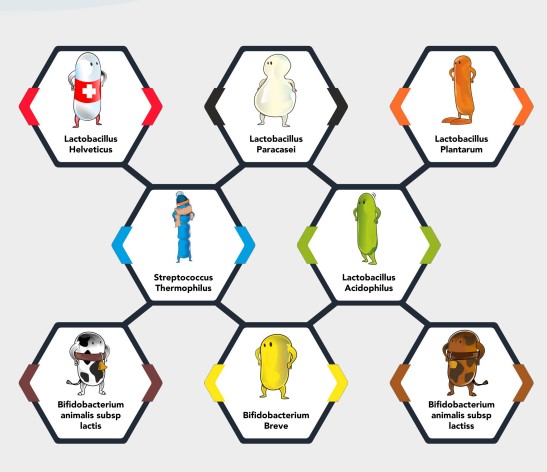 Lactobacillus
Helveticus
Lactobacillus
Paracasei
Lactobacillus
Plantarum
Streptococcus
Thermophilus
Lactobacillus
Acidophilus
Bifidobacterium
animalis subsp
lactis
Bifidobacterium
Breve
Bifidobacterium
animalis subsp
lactiss